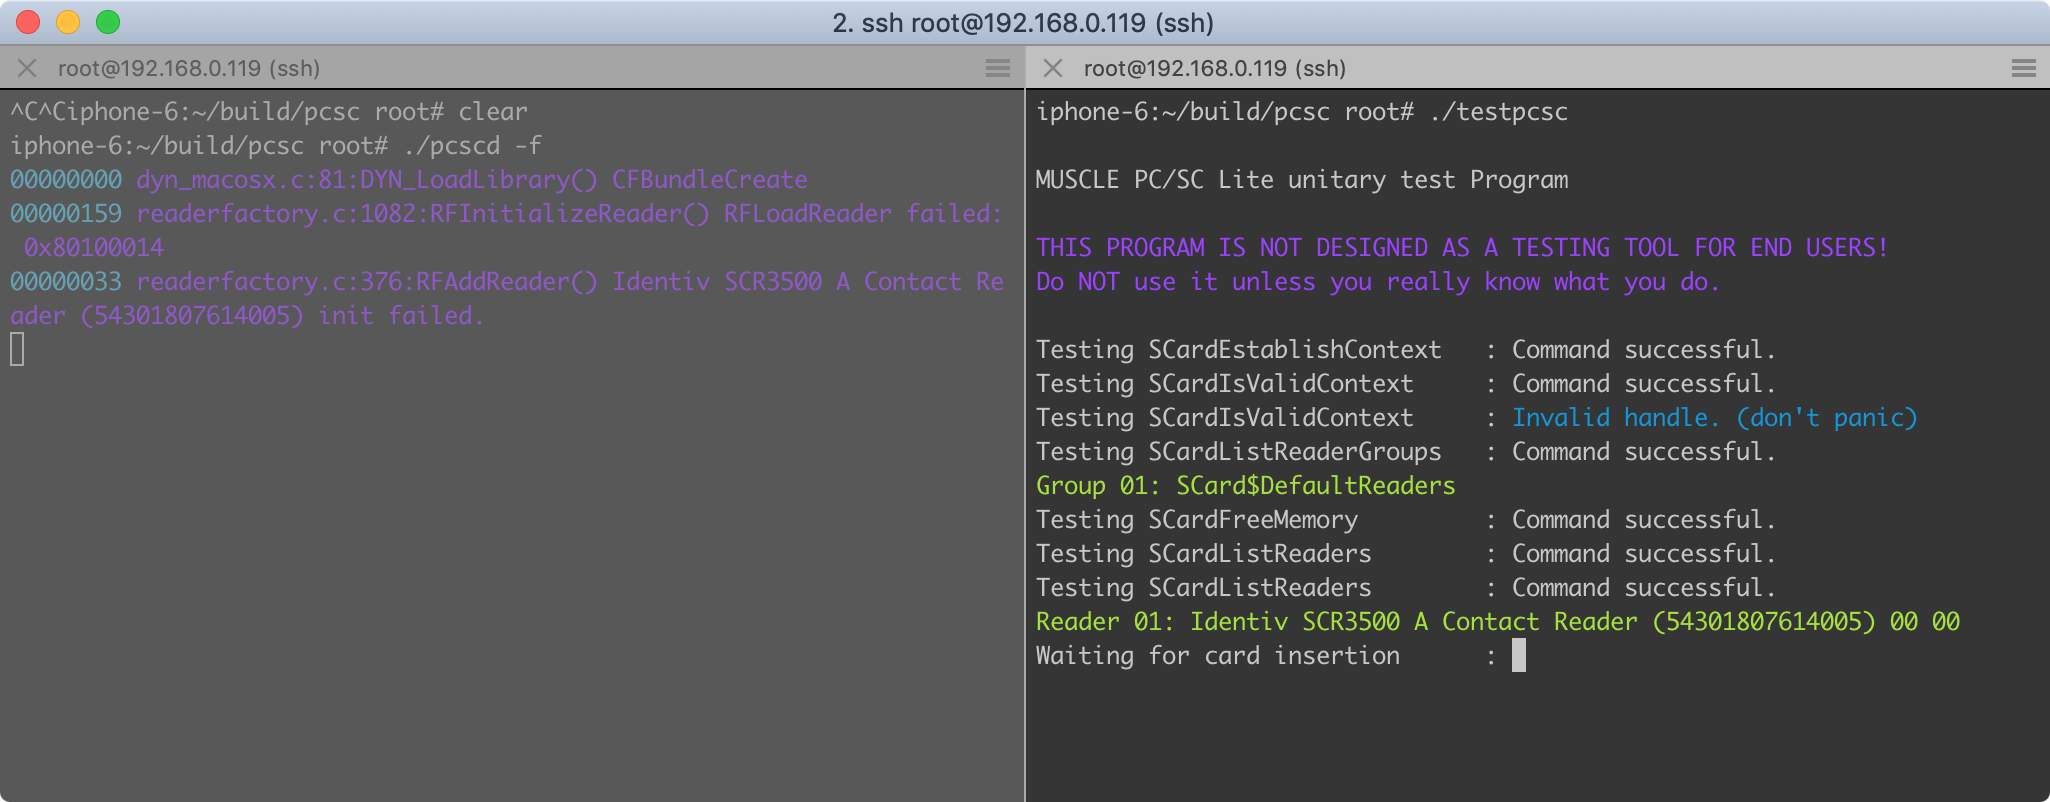 2. ssh root@192.168.0.119 (ssh)
root@192.168.0.119 (ssh)
^C^Ciphone-6:~/build/pcsc root# clear
iphone-6:~/build/pcsc root# ./pcscd -f
00000000 dyn_macosx.c:81:DYN_LoadLibrary() CFBundleCreate
00000159 readerfactory.c:1082:RFInitializeReader() RFLoadReader failed:
0x80100014
00000033 readerfactory.c:376:RFAddReader() Identiv SCR3500 A Contact Re
ader (54301807614005) init failed.
root@192.168.0.119 (ssh)
iphone-6:~/build/pcsc root# ./testpcsc
MUSCLE PC/SC Lite unitary test Program
THIS PROGRAM IS NOT DESIGNED AS A TESTING TOOL FOR END USERS!
Do NOT use it unless you really know what you do.
Testing SCardEstablishContext : Command successful.
Testing SCardIsValidContext : Command successful.
Testing SCardIsValidContext : Invalid handle. (don't panic)
Testing SCardListReaderGroups : Command successful.
Group 01: SCard$DefaultReaders
Testing SCardFreeMemory : Command successful.
Testing SCardListReaders : Command successful.
Testing SCardListReaders : Command successful.
Reader 01: Identiv SCR3500 A Contact Reader (54301807614005) 00 00
Waiting for card insertion :